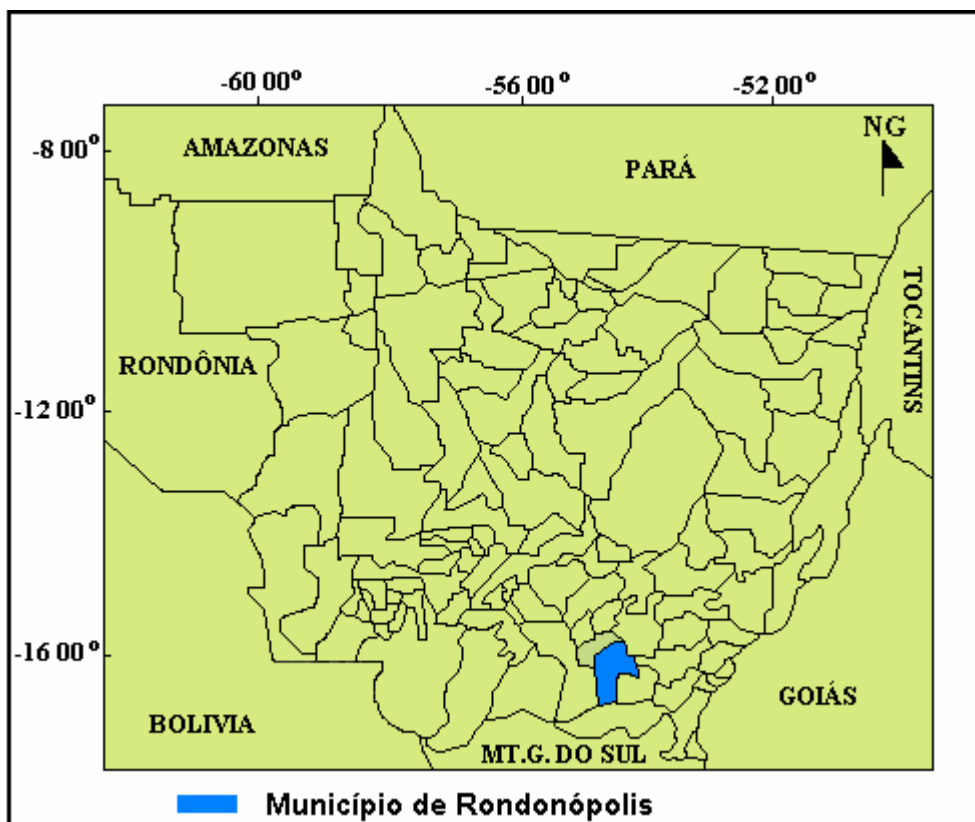 -60 00° -56 00° -52 00°
-8 00°
AMAZONAS
PARÁ
NG
TOCANTINS
RONDÔNIA
-12 00°
-16 00°
GOIÁS
BOLIVIA
MT.G. DO SUL
Município de Rondonópolis